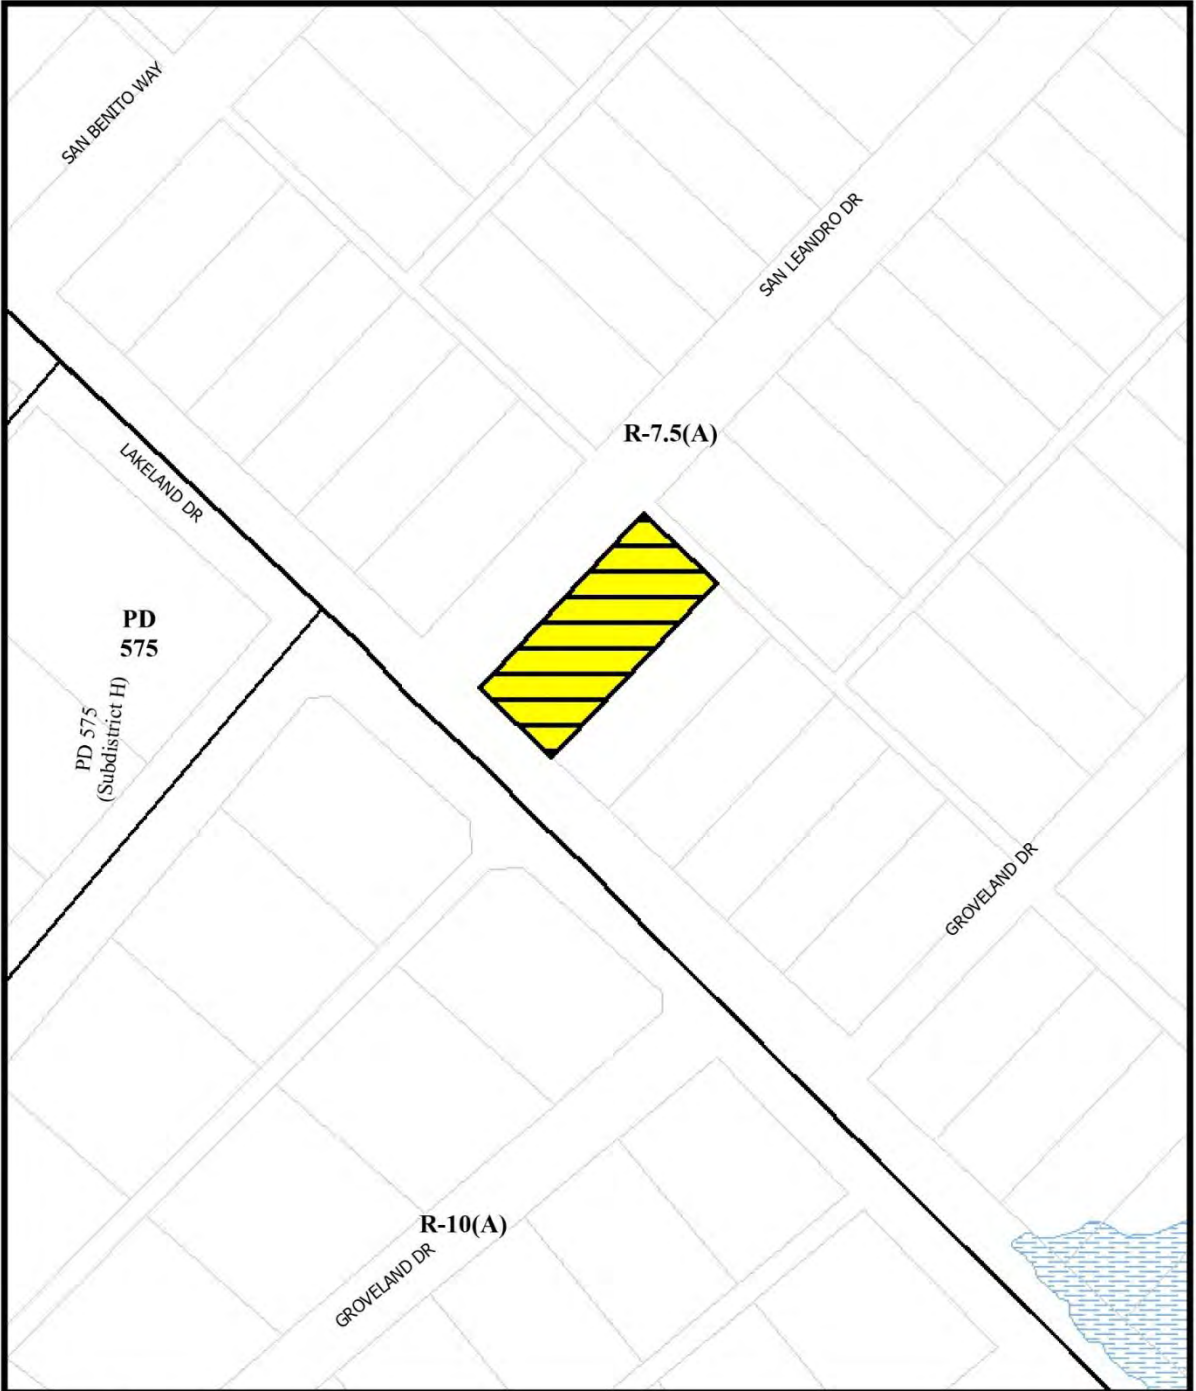 SAN BENITO WAY
SAN LEANDRO DR
R-7.5(A)
LAKELAND DR
PD
575
PD 575
(Subdistrict H)
GROVELAND DR
R-10(A)
GROVELAND DR